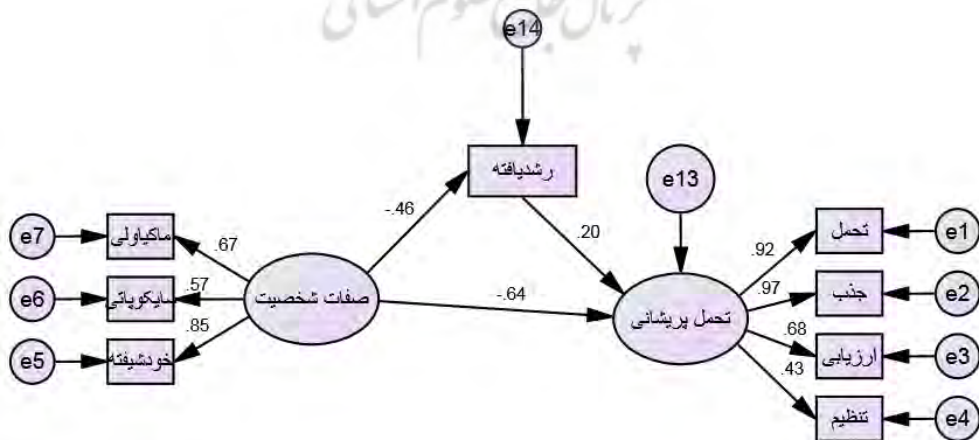 e14
رشدیافته
e13
-.46
.20
e7
ماکیاولی
.67
e6
سایکوپاتی
.57
e5
خودشیفته
.85
صفات شخصیت
-.64
تحمل پریشانی
.92
تحمل
e1
.97
جذب
e2
.68
ارزیابی
e3
.43
تنظیم
e4